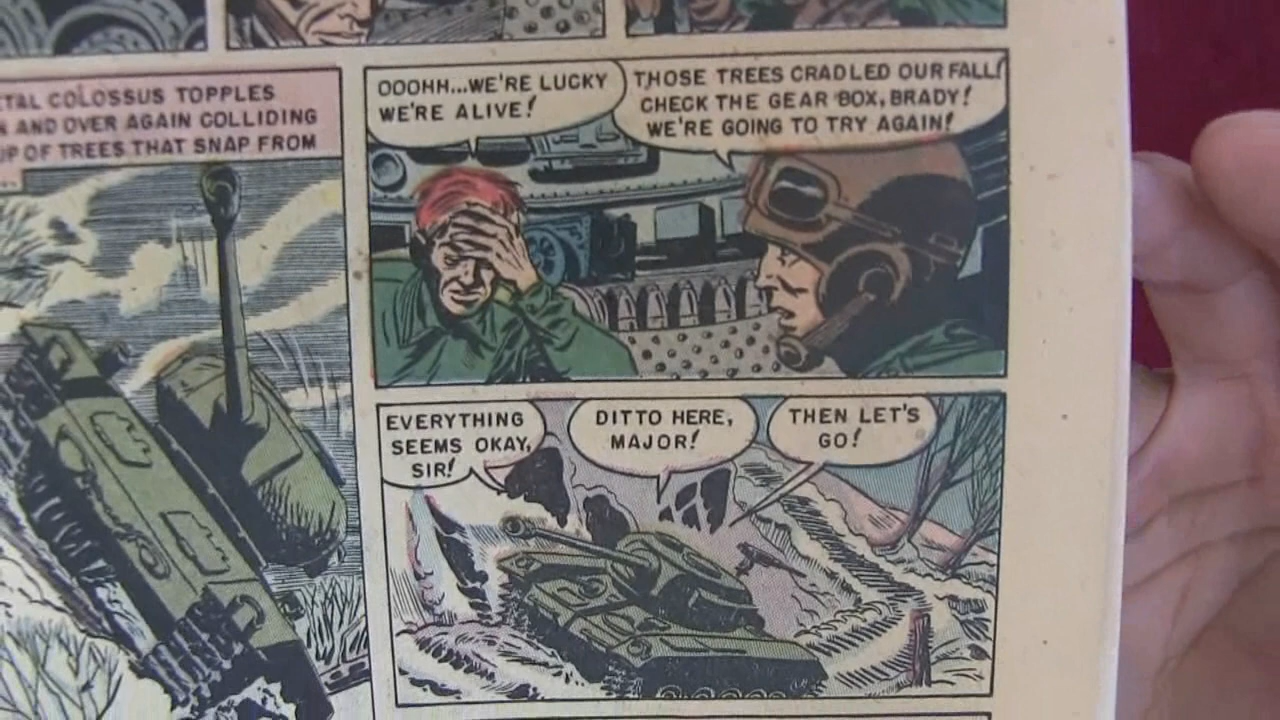 TOPPLES
AND OVER AGAIN COLLIDING
OF TREES THAT SNAP FROM
OOOHH...WE'RE LUCKY
WE'RE ALIVE!
THOSE TREES CRADLED OUR FALL!
CHECK THE GEAR BOX, BRADY!
WE'RE GOING TO TRY AGAIN!
EVERYTHING
SEEMS OKAY,
SIR!
DITTO HERE,
MAJOR!
THEN LET'S
GO!